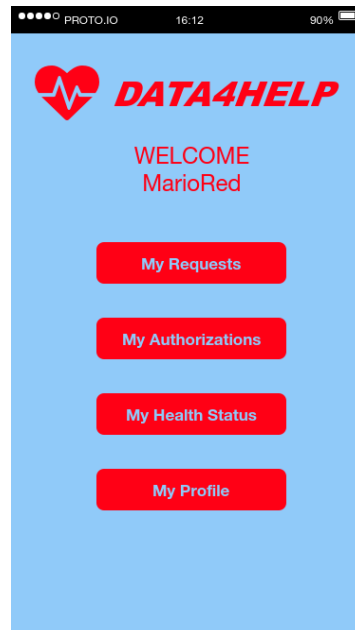 PROTO.IO 16:12 90%
DATA4HELP
WELCOME
MarioRed
My Requests
My Authorizations
My Health Status
My Profile